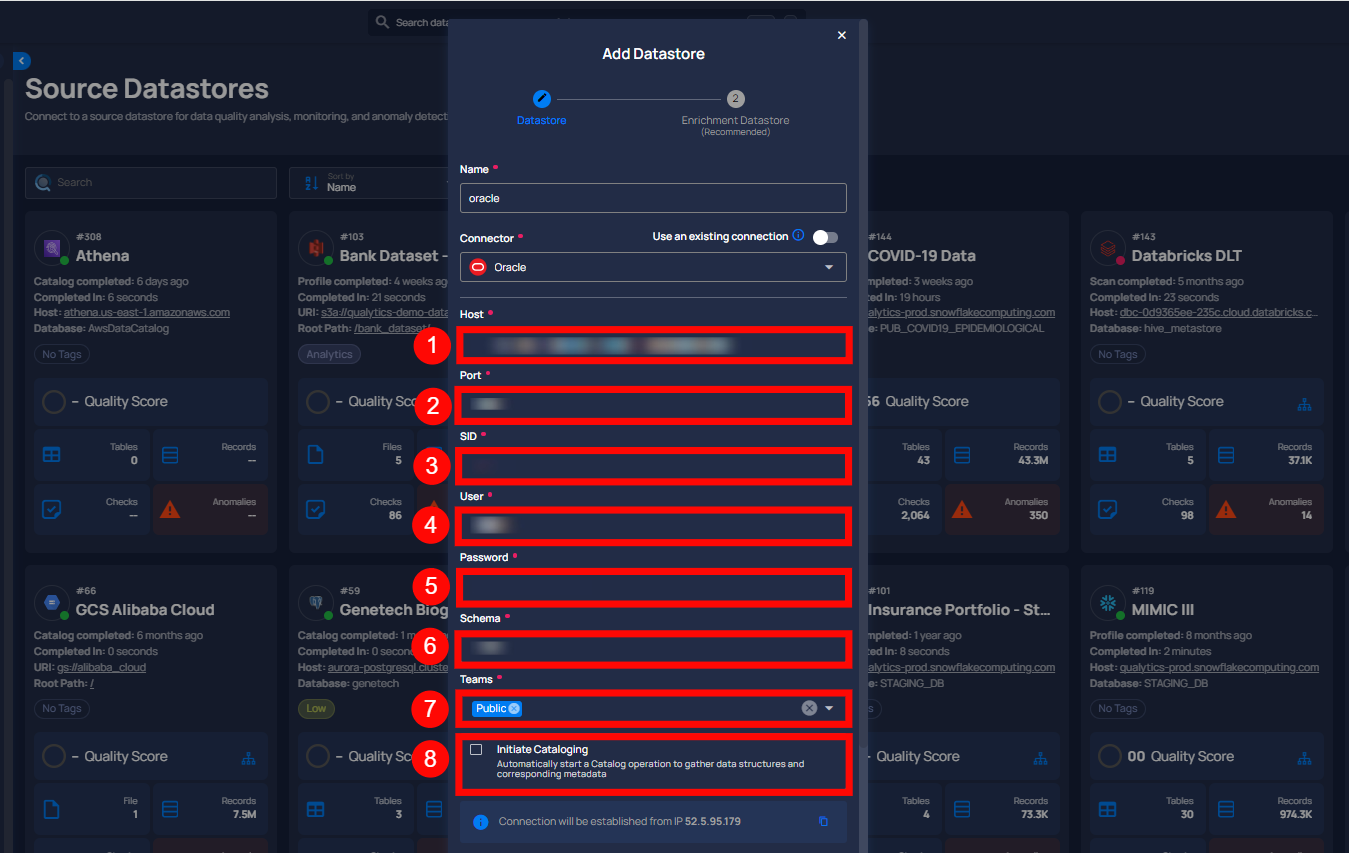 Search data
Add Datastore
Source Datastores
Connect to a source datastore for data quality analysis, monitoring, and anomaly detect
2
Datastore
Enrichment Datastore
(Recommended)
Search
Sort by
Name
Name *
oracle
Connector *
Use an existing connection
Oracle
Host *
1
Port *
2
SID *
3
User *
4
Password *
5
Schema *
6
Teams *
7
Public
8
Initiate Cataloging
Automatically start a Catalog operation to gather data structures and
corresponding metadata
Connection will be established from IP 52.5.95.179
#308
Athena
Catalog completed: 6 days ago
Completed In: 6 seconds
Host: athena.us-east-1.amazonaws.com
Database: AwsDataCatalog
No Tags
– Quality Score
Tables
0
Records
--
Checks
--
Anomalies
--
#103
Bank Dataset -
Profile completed: 4 weeks ag
Completed In: 21 seconds
URI: s3a://qualytics-demo-data
Root Path: /bank_dataset/
Analytics
– Quality Sco
Files
5
Checks
86
#144
COVID-19 Data
mpleted: 3 weeks ago
ed In: 19 hours
qualytics-prod.snowflakecomputing.com
e: PUB_COVID19_EPIDEMIOLOGICAL
56 Quality Score
Tables
43
Records
43.3M
Checks
2,064
Anomalies
350
#143
Databricks DLT
Scan completed: 5 months ago
Completed In: 23 seconds
Host: dbc-0d9365ee-235c.cloud.databricks.c...
Database: hive_metastore
No Tags
– Quality Score
Tables
5
Records
37.1K
Checks
98
Anomalies
14
#66
GCS Alibaba Cloud
Catalog completed: 6 months ago
Completed In: 0 seconds
URI: gs://alibaba_cloud
Root Path: /
No Tags
– Quality Score
File
1
Records
7.5M
#59
Genetech Biog
Catalog completed: 1 m
Completed In: 0 secon
Host: aurora-postgresql.cluste
Database: genetech
Low
– Quality Sco
Tables
3
#101
Insurance Portfolio - St...
mpleted: 1 year ago
ed In: 8 seconds
alytics-prod.snowflakecomputing.com
e: STAGING_DB
s
– Quality Score
Tables
4
Records
73.3K
#119
MIMIC III
Profile completed: 8 months ago
Completed In: 2 minutes
Host: qualytics-prod.snowflakecomputing.com
Database: STAGING_DB
No Tags
00 Quality Score
Tables
30
Records
974.3K